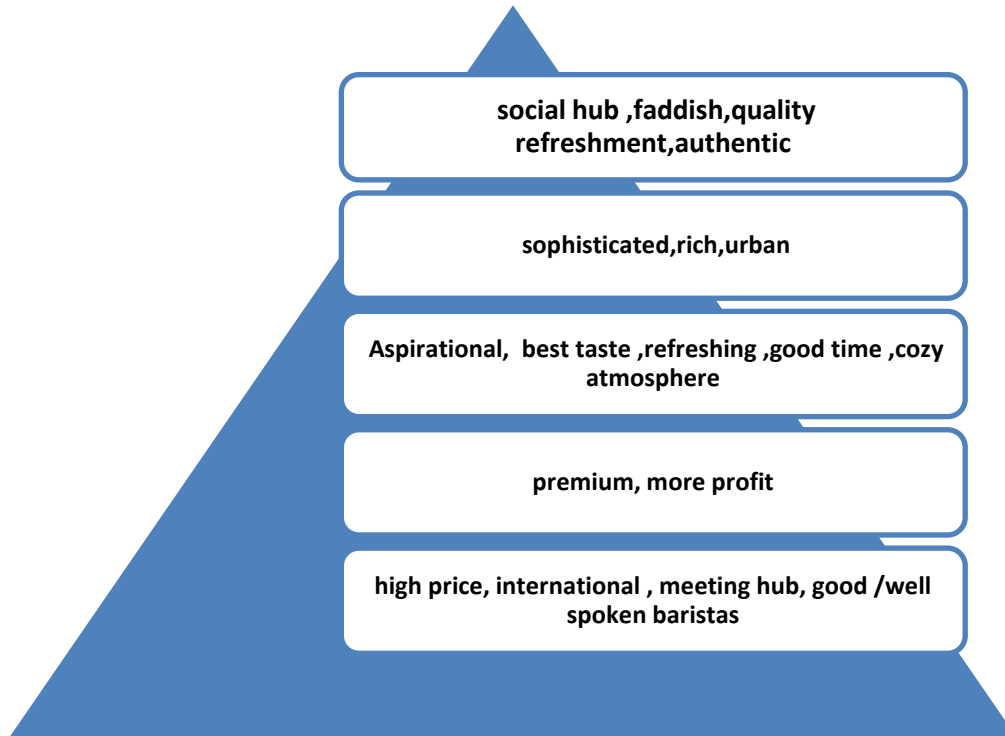 social hub ,faddish,quality
refreshment,authentic
sophisticated,rich,urban
Aspirational,  best taste ,refreshing ,good time ,cozy
atmosphere
premium, more profit
high price, international , meeting hub, good /well
spoken baristas